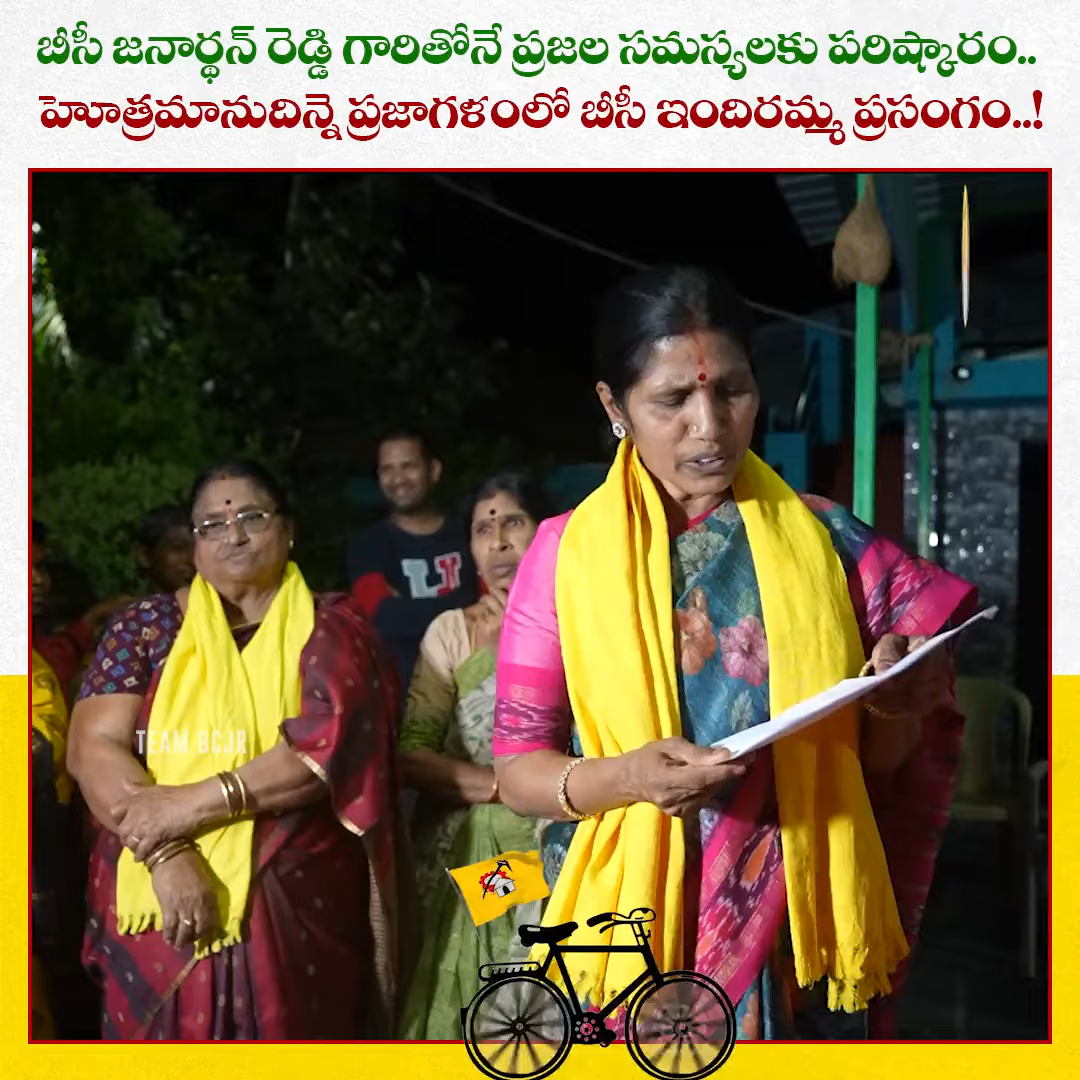 బీసీ జనార్థన్ రెడ్డి గారితోనే ప్రజల సమస్యలకు పరిష్కారం..
హెూత్రమానుదిన్నె ప్రజాగళంలో బీసీ ఇందిరమ్మ ప్రసంగం..!
TEAM BCJR